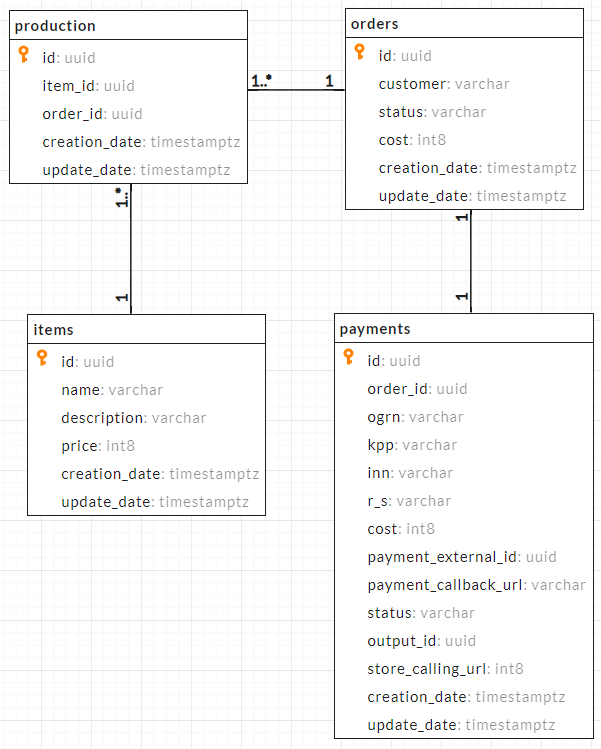 production
id: uuid
item_id: uuid
order_id: uuid
creation_date: timestamptz
update_date: timestamptz
1..*
1
orders
id: uuid
customer: varchar
status: varchar
cost: int8
creation_date: timestamptz
update_date: timestamptz
1..*
1
1
1
items
id: uuid
name: varchar
description: varchar
price: int8
creation_date: timestamptz
update_date: timestamptz
payments
id: uuid
order_id: uuid
ogrn: varchar
kpp: varchar
inn: varchar
r_s: varchar
cost: int8
payment_external_id: uuid
payment_callback_url: varchar
status: varchar
output_id: uuid
store_calling_url: int8
creation_date: timestamptz
update_date: timestamptz